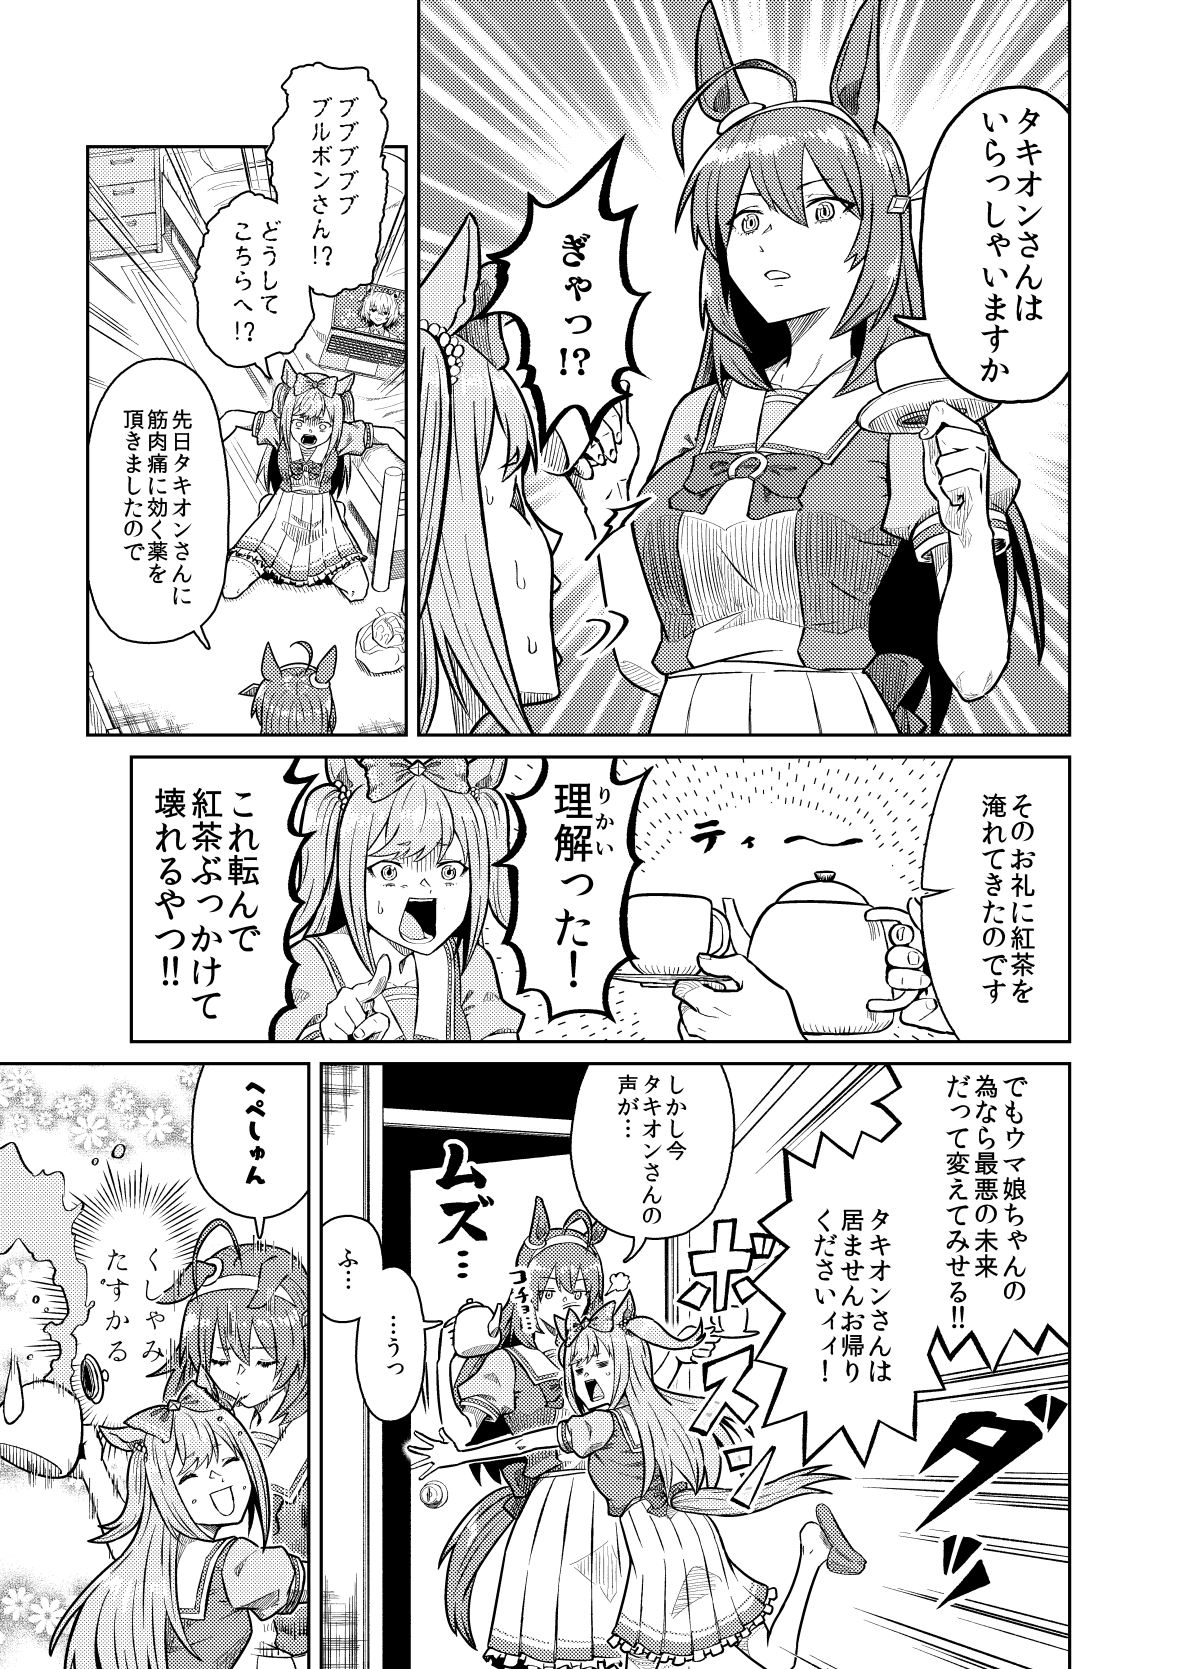 タキオンさんは
いらっしゃいますか
ぎゃっ!?
ブブブブブ
ブルボンさん!?
どうして
こちらへ!?
先日タキオンさんに
筋肉痛に効く薬を
頂きましたので
そのお礼に紅茶を
淹れてきたのです
ティー
りかい
理解った!
これ転んで
紅茶ぶっかけて
壊れるやつ!!
でもウマ娘ちゃんの
為なら最悪の未来
だって変えてみせる!!
ダッ
タキオンさんは
居ませんお帰り
くださいィィ!
ボスン
しかし今
タキオンさんの
声が…
コチョ…
ムズ…
ふ…
…うっ
へぺしゅん
くしゃみ
たすかる